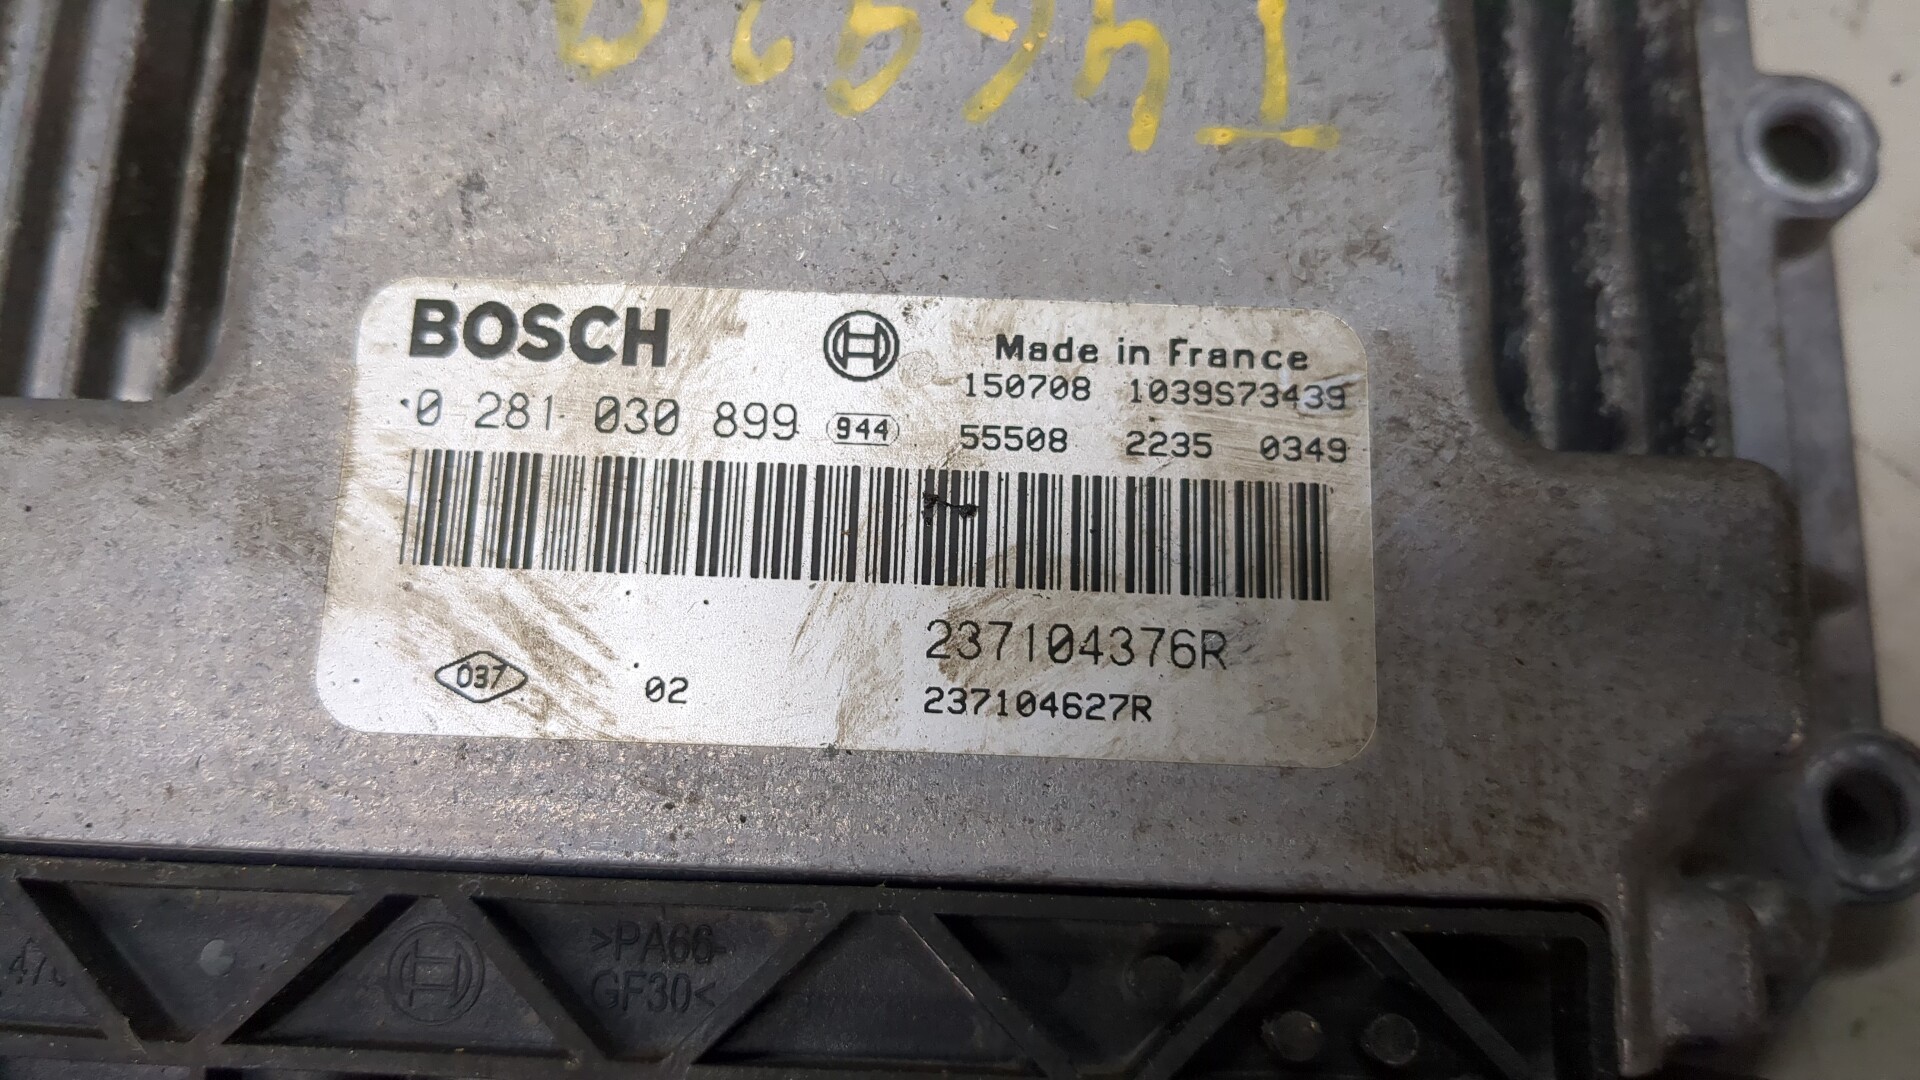 BOSCH
Made in France
150708 1039S73439
0 281 030 899 944 55508 2235 0349
237104376R
037 02 237104627R
>PA66-
GF30<